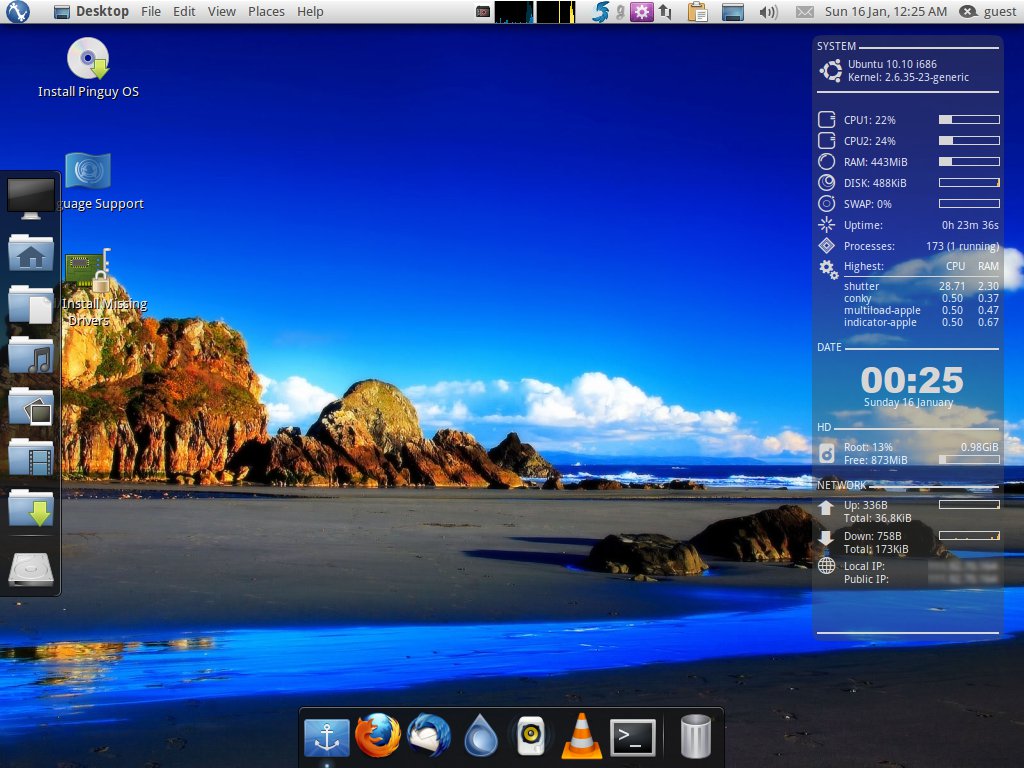 Desktop File Edit View Places Help
Sun 16 Jan, 12:25 AM guest
Install Pinguy OS
guage Support
Install Missing
Drivers
SYSTEM
Ubuntu 10.10 i686
Kernel: 2.6.35-23-generic
CPU1: 22%
CPU2: 24%
RAM: 443MiB
DISK: 488KiB
SWAP: 0%
Uptime: 0h 23m 36s
Processes: 173 (1 running)
Highest: CPU RAM
shutter 28.71 2.30
conky 0.50 0.37
multiload-apple 0.50 0.47
indicator-apple 0.50 0.67
DATE
00:25
Sunday 16 January
HD
Root: 13% 0.98GiB
Free: 873MiB
NETWORK
Up: 336B
Total: 36,8KiB
Down: 758B
Total: 173KiB
Local IP:
Public IP:
>_